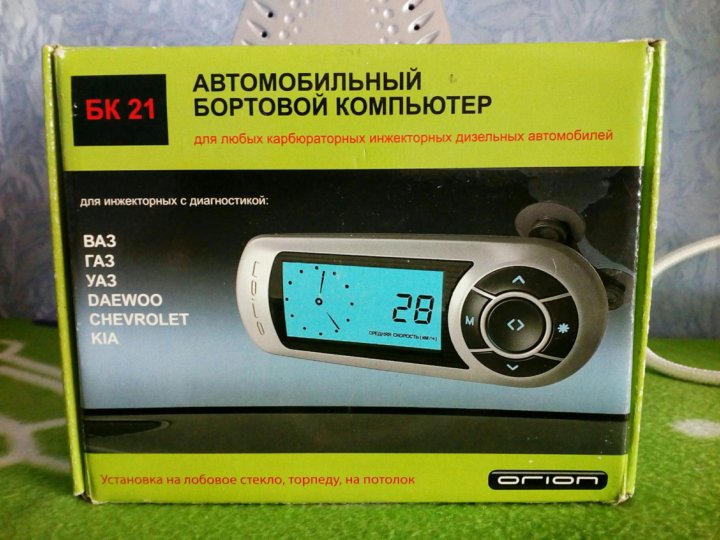 БК 21
АВТОМОБИЛЬНЫЙ
БОРТОВОЙ КОМПЬЮТЕР
для любых карбюраторных инжекторных дизельных автомобилей
для инжекторных с диагностикой:
ВАЗ
ГАЗ
УАЗ
DAEWOO
CHEVROLET
KIA
orion
28
СРЕДНЯЯ СКОРОСТЬ (КМ/Ч)
M
Установка на лобовое стекло, торпеду, на потолок
orion